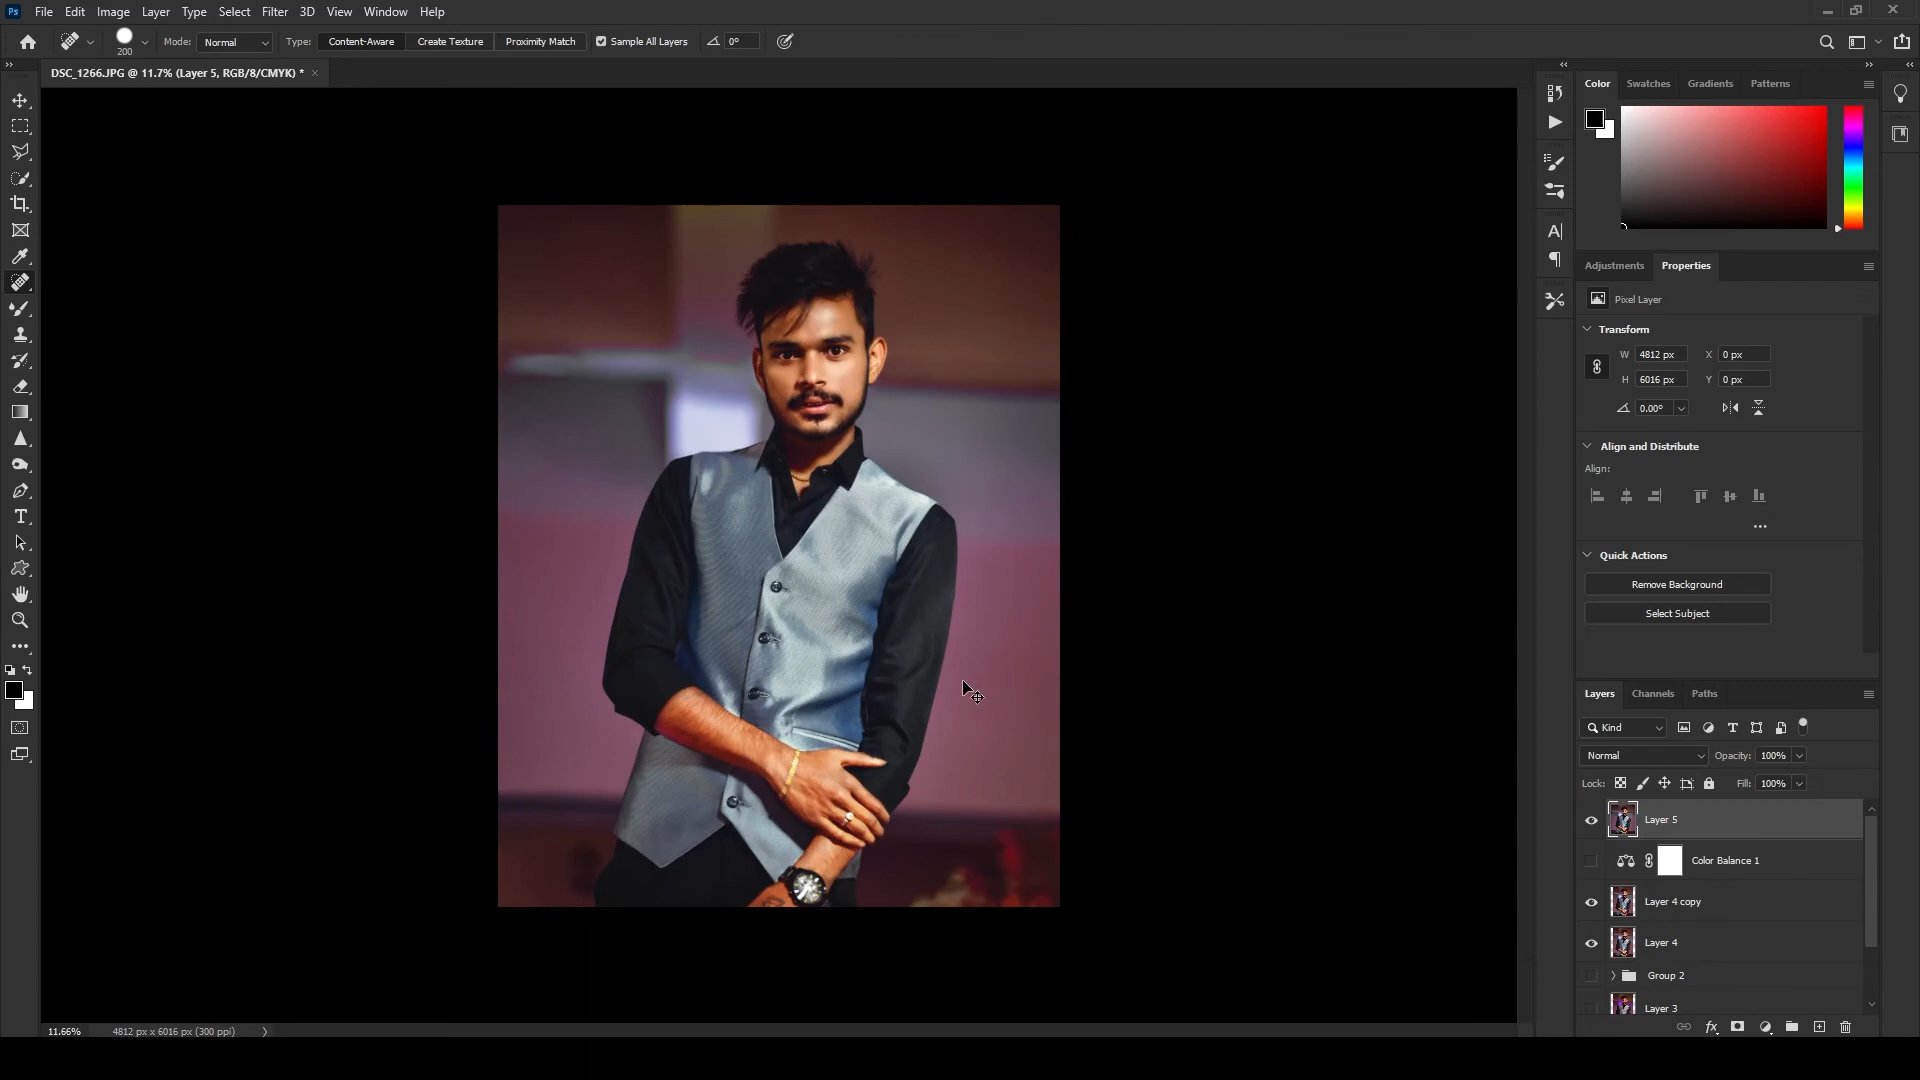 Ps File Edit Image Layer Type Select Filter 3D View Window Help
200 Mode: Normal Type: Content-Aware Create Texture Proximity Match Sample All Layers 0°
DSC_1266.JPG @ 11.7% (Layer 5, RGB/8/CMYK) * ×
Color Swatches Gradients Patterns
Adjustments Properties
Pixel Layer
Transform
W 4812 px X 0 px
H 6016 px Y 0 px
0.00°
Align and Distribute
Align:
Quick Actions
Remove Background
Select Subject
Layers Channels Paths
Kind
Normal Opacity: 100%
Lock: Fill: 100%
Layer 5
Color Balance 1
Layer 4 copy
Layer 4
Group 2
Layer 3
fx
11.66% 4812 px x 6016 px (300 ppi)